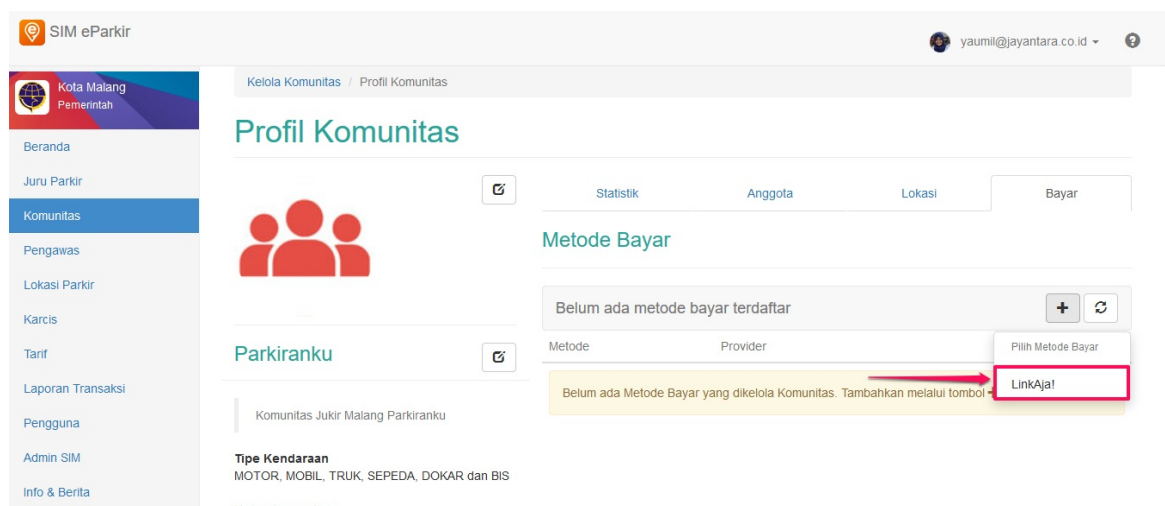 SIM eParkir
yaumil@jayantara.co.id
Kota Malang
Pemerintah
Beranda
Juru Parkir
Komunitas
Pengawas
Lokasi Parkir
Karcis
Tarif
Laporan Transaksi
Pengguna
Admin SIM
Info & Berita
Kelola Komunitas / Profil Komunitas
Profil Komunitas
Parkiranku
Komunitas Jukir Malang Parkiranku
Tipe Kendaraan
MOTOR, MOBIL, TRUK, SEPEDA, DOKAR dan BIS
Statistik Anggota Lokasi Bayar
Metode Bayar
Belum ada metode bayar terdaftar
Metode Provider
Pilih Metode Bayar
LinkAja!
Belum ada Metode Bayar yang dikelola Komunitas. Tambahkan melalui tombol